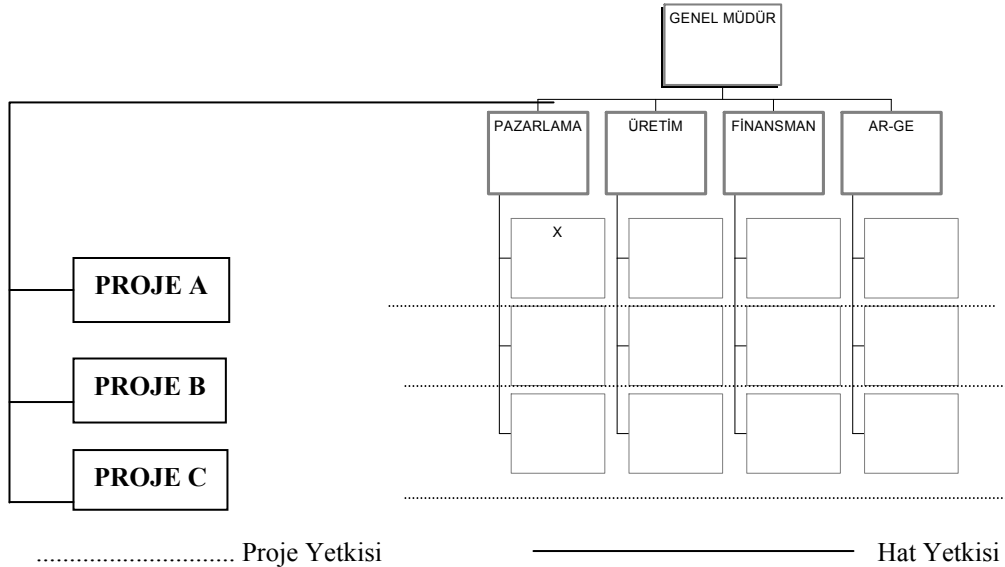 GENEL MÜDÜR
PAZARLAMA
ÜRETİM
FİNANSMAN
AR-GE
X
PROJE A
PROJE B
PROJE C
............................. Proje Yetkisi
Hat Yetkisi